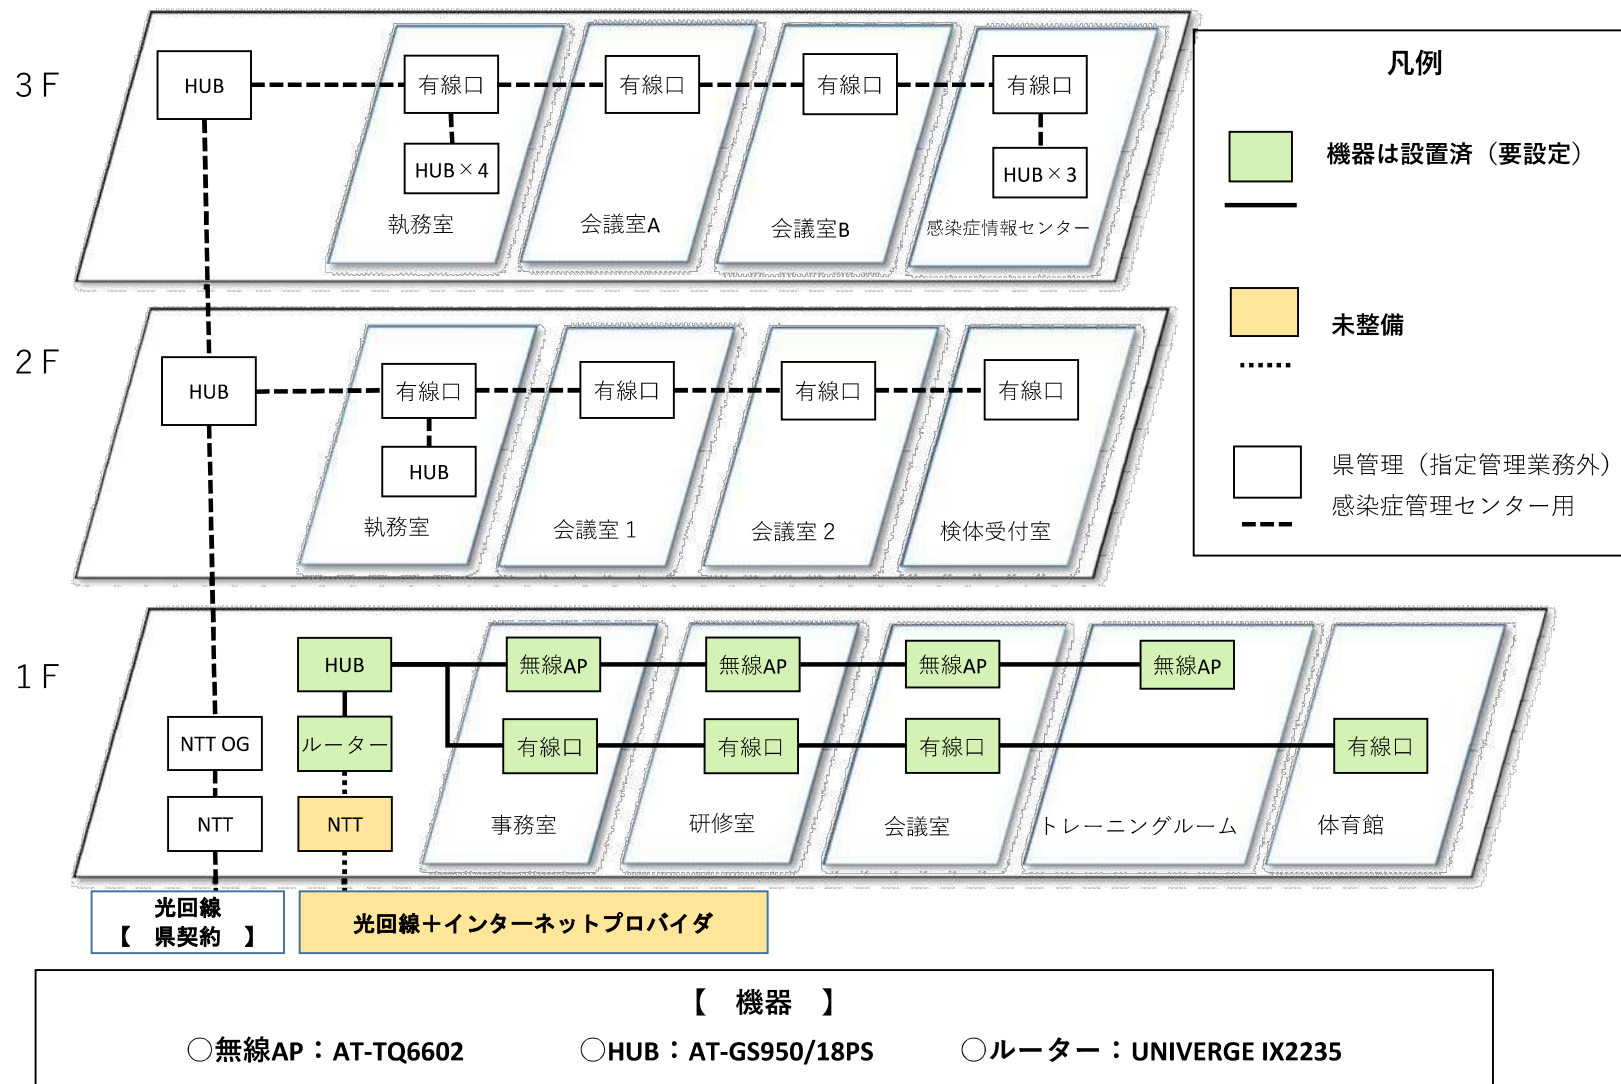 3F
HUB
有線口
有線口
有線口
有線口
HUB×4
HUB×3
執務室
会議室A
会議室B
感染症情報センター
2F
HUB
有線口
有線口
有線口
有線口
HUB
執務室
会議室1
会議室2
検体受付室
1F
HUB
無線AP
無線AP
無線AP
無線AP
NTT OG
ルーター
有線口
有線口
有線口
有線口
NTT
NTT
事務室
研修室
会議室
トレーニングルーム
体育館
光回線
【　県契約　】
光回線+インターネットプロバイダ
凡例
機器は設置済（要設定）
未整備
県管理（指定管理業務外）
感染症管理センター用
【　機器　】
○無線AP：AT-TQ6602
○HUB：AT-GS950/18PS
○ルーター：UNIVERGE IX2235